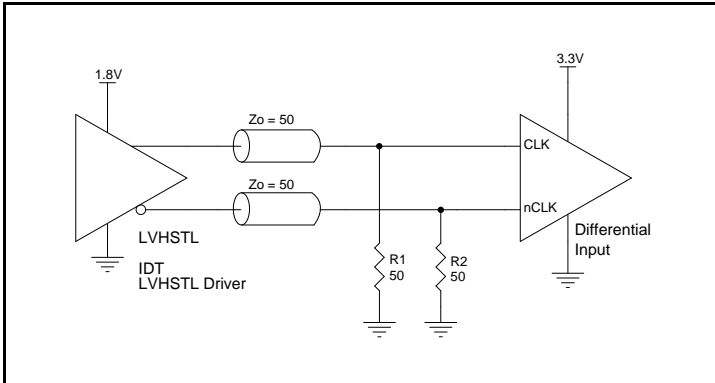 1.8V
3.3V
Zo = 50
CLK
Zo = 50
nCLK
LVHSTL
IDT
LVHSTL Driver
R1
50
R2
50
Differential
Input